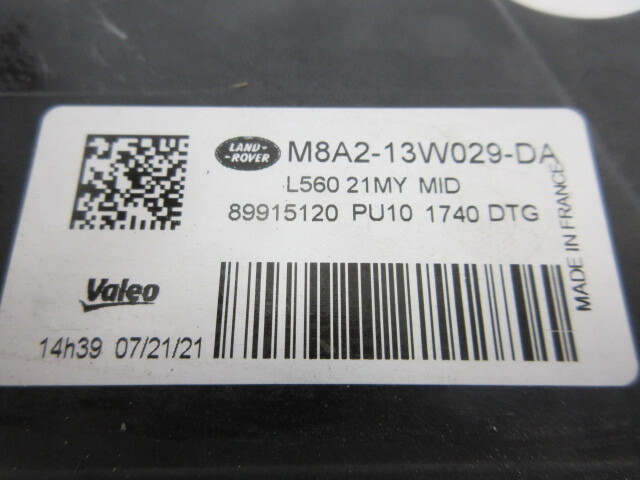 LAND-
-ROVER
M8A2-13W029-DA
L560 21MY MID
89915120 PU10 1740 DTG
MADE IN FRANCE
Valeo
14h39 07/21/21